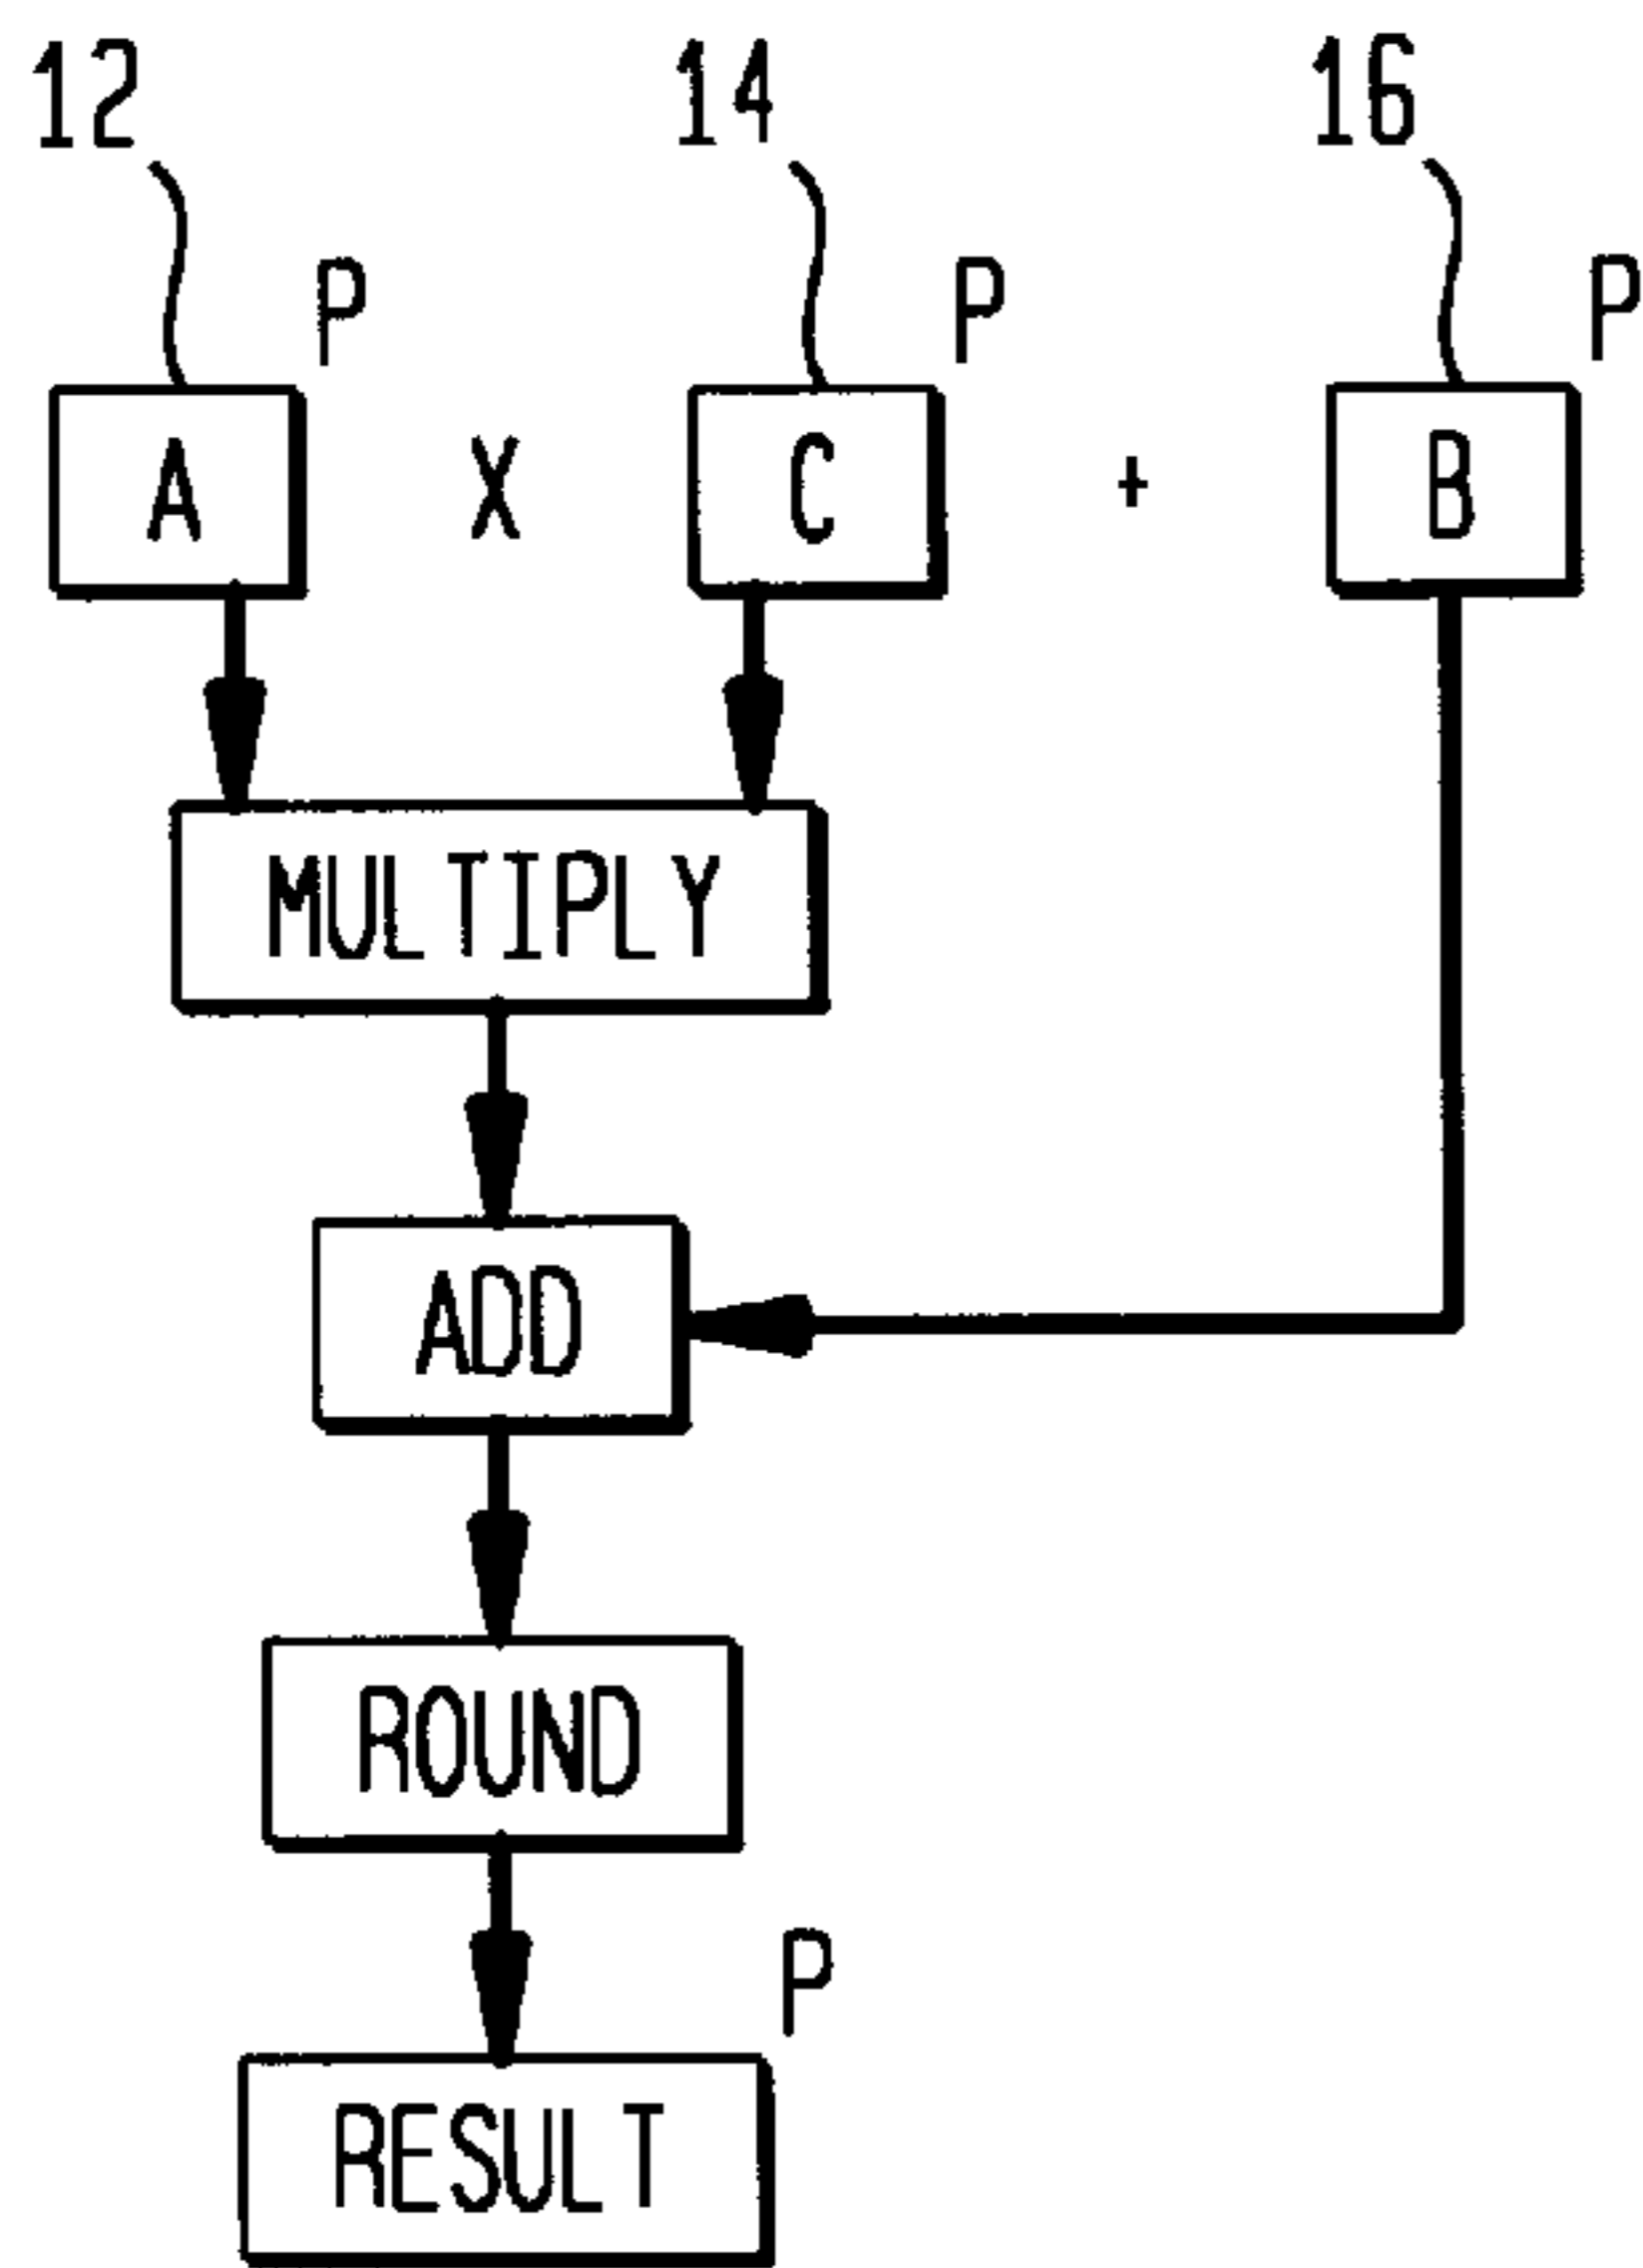 12 14 16
P P P
A X C + B
MULTIPLY
ADD
ROUND
P
RESULT